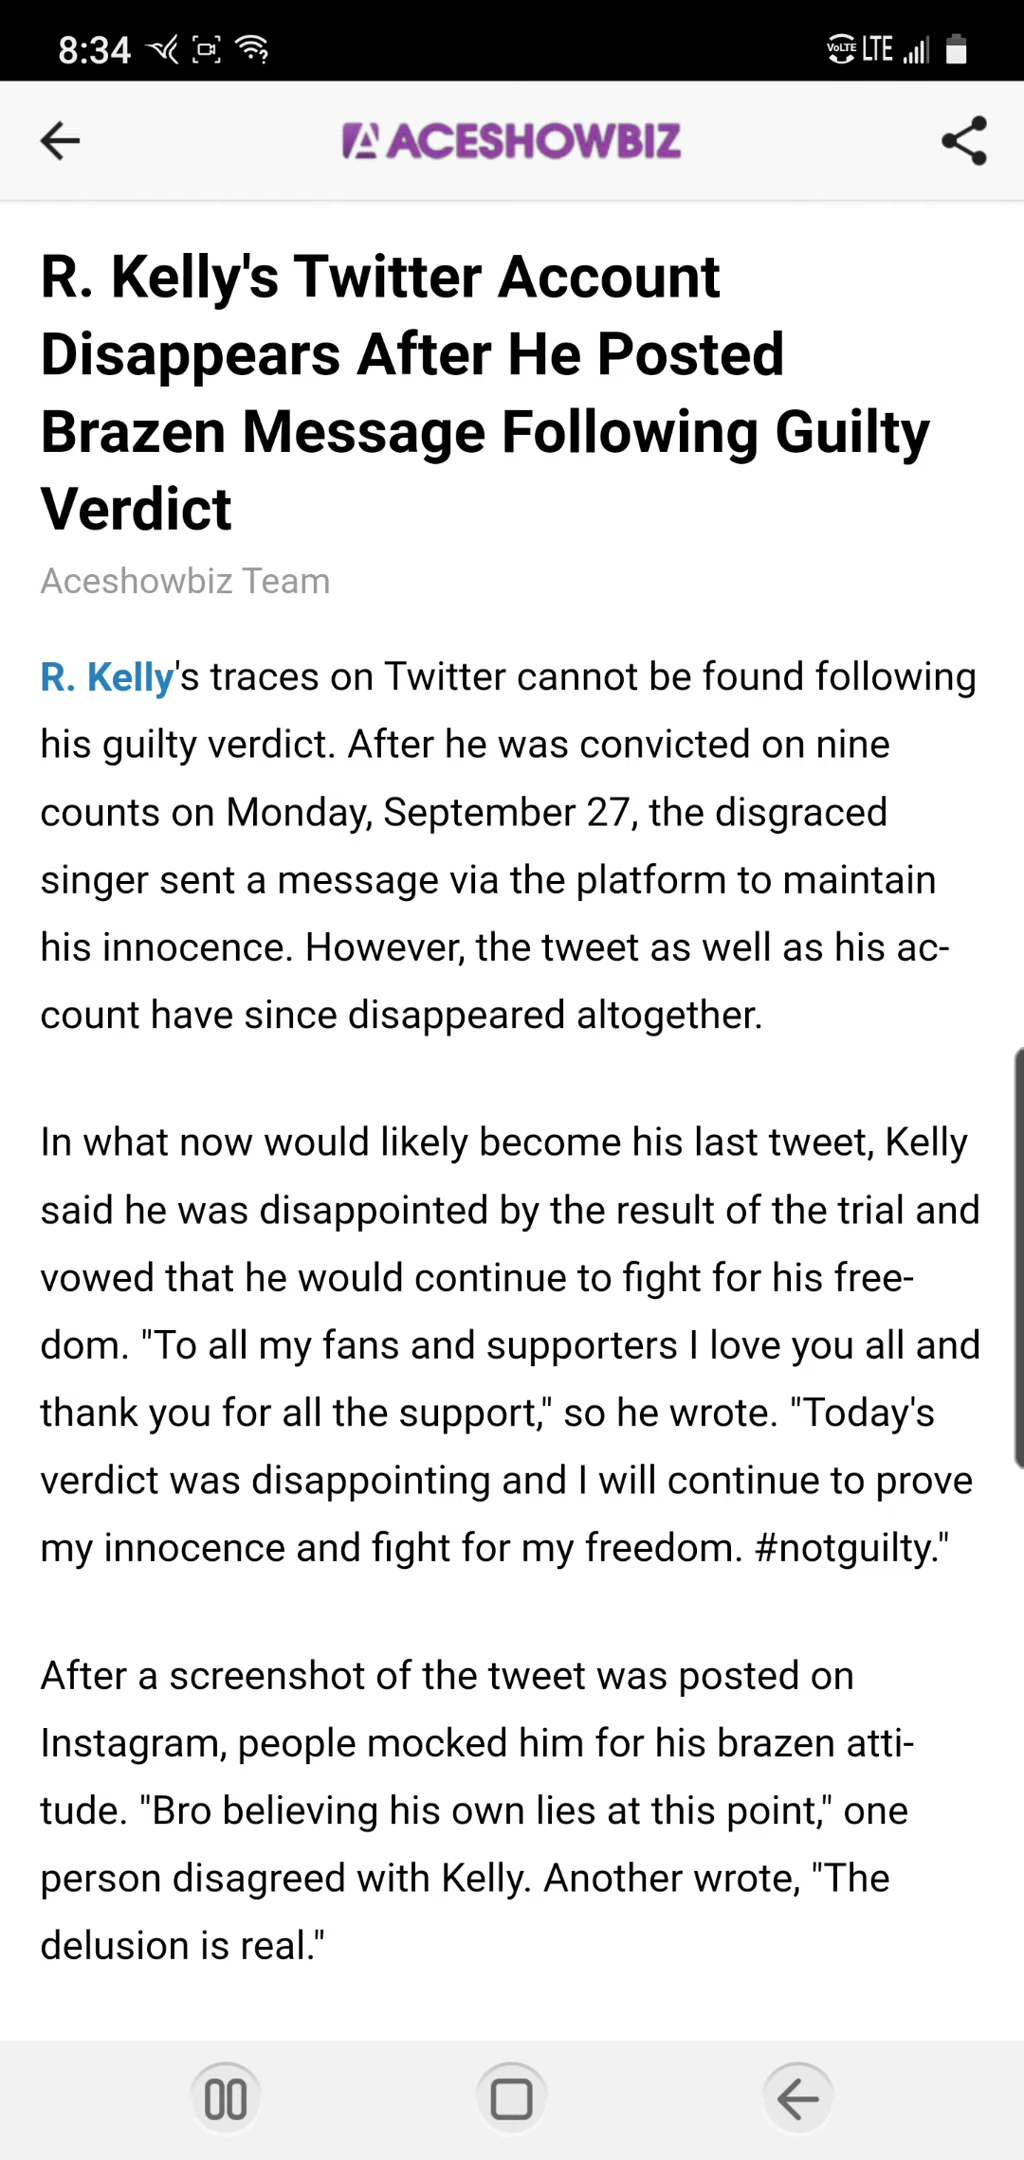 8:34
VoLTE LTE
ACESHOWBIZ
R. Kelly's Twitter Account
Disappears After He Posted
Brazen Message Following Guilty
Verdict
Aceshowbiz Team
R. Kelly's traces on Twitter cannot be found following
his guilty verdict. After he was convicted on nine
counts on Monday, September 27, the disgraced
singer sent a message via the platform to maintain
his innocence. However, the tweet as well as his ac-
count have since disappeared altogether.
In what now would likely become his last tweet, Kelly
said he was disappointed by the result of the trial and
vowed that he would continue to fight for his free-
dom. "To all my fans and supporters I love you all and
thank you for all the support," so he wrote. "Today's
verdict was disappointing and I will continue to prove
my innocence and fight for my freedom. #notguilty."
After a screenshot of the tweet was posted on
Instagram, people mocked him for his brazen atti-
tude. "Bro believing his own lies at this point," one
person disagreed with Kelly. Another wrote, "The
delusion is real."